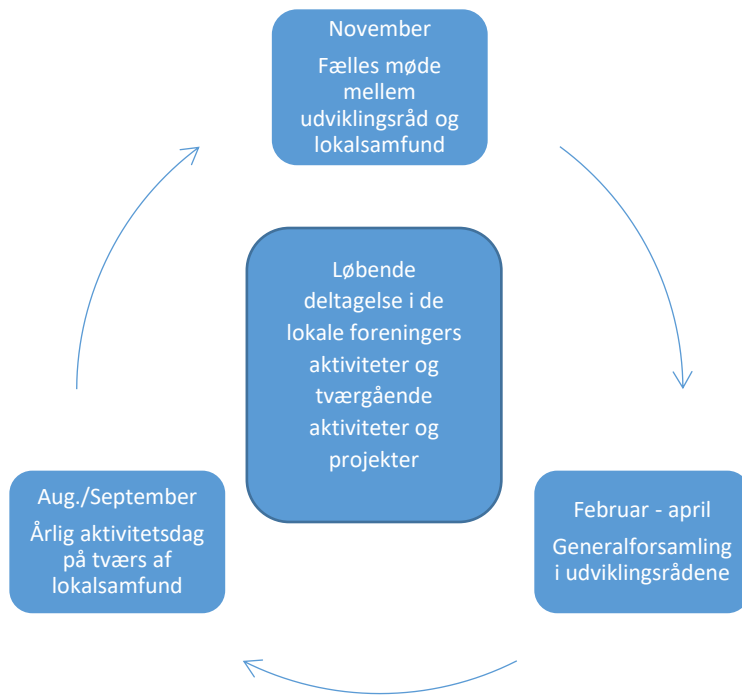 November
Fælles møde
mellem
udviklingsråd og
lokalsamfund
Løbende
deltagelse i de
lokale foreningers
aktiviteter og
tværgående
aktiviteter og
projekter
Aug./September
Årlig aktivitetsdag
på tværs af
lokalsamfund
Februar - april
Generalforsamling
i udviklingsrådene